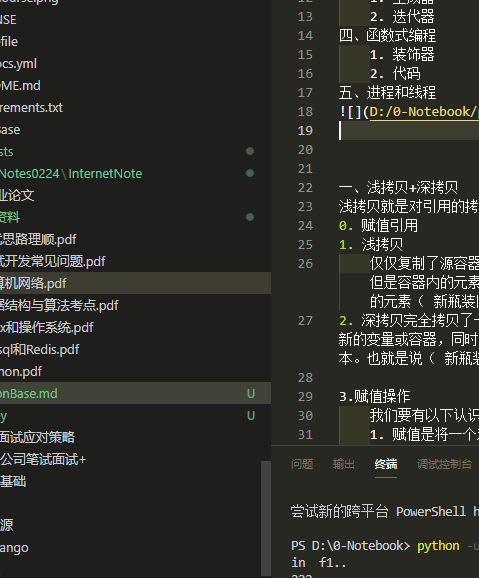 NSE
ofile
ocs.yml
OME.md
irements.txt
Base
sts
Notes0224\InternetNote
业论文
资料
思路理顺.pdf
式开发常见问题.pdf
算机网络.pdf
据结构与算法考点.pdf
x和操作系统.pdf
sql和Redis.pdf
hon.pdf
onBase.md U
y U
面试应对策略
公司笔试面试+
基础
源
ango
13 2. 迭代器
14 四、函数式编程
15 1. 装饰器
16 2. 代码
17 五、进程和线程
18 ![](D:/0-Notebook/
19
20
21
22 一、浅拷贝+深拷贝
23 浅拷贝就是对引用的拷
24 0. 赋值引用
25 1. 浅拷贝
26 仅仅复制了源容器
但是容器内的元素
的元素（ 新瓶装
27 2. 深拷贝完全拷贝了一
新的变量或容器，同时
本。也就是说（ 新瓶装
28
29 3.赋值操作
30 我们要有以下认识
31 1. 赋值是将一个
问题 输出 终端 调试控制台
尝试新的跨平台 PowerShell h
PS D:\0-Notebook> python -u
in f1..